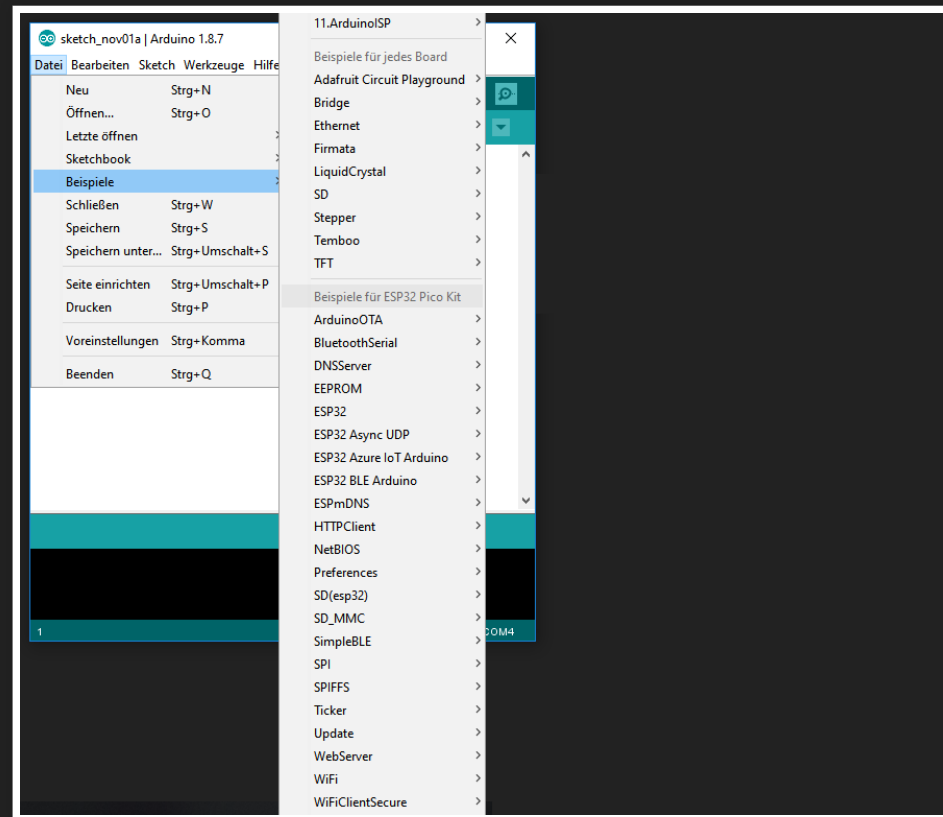 sketch_nov01a | Arduino 1.8.7
Datei Bearbeiten Sketch Werkzeuge Hilfe
Neu Strg+N
Öffnen... Strg+O
Letzte öffnen
Sketchbook
Beispiele
Schließen Strg+W
Speichern Strg+S
Speichern unter... Strg+Umschalt+S
Seite einrichten Strg+Umschalt+P
Drucken Strg+P
Voreinstellungen Strg+Komma
Beenden Strg+Q
11.ArduinoISP
Beispiele für jedes Board
Adafruit Circuit Playground
Bridge
Ethernet
Firmata
LiquidCrystal
SD
Stepper
Temboo
TFT
Beispiele für ESP32 Pico Kit
ArduinoOTA
BluetoothSerial
DNSServer
EEPROM
ESP32
ESP32 Async UDP
ESP32 Azure IoT Arduino
ESP32 BLE Arduino
ESPmDNS
HTTPClient
NetBIOS
Preferences
SD(esp32)
SD_MMC
SimpleBLE
SPI
SPIFFS
Ticker
Update
WebServer
WiFi
WiFiClientSecure
1
COM4